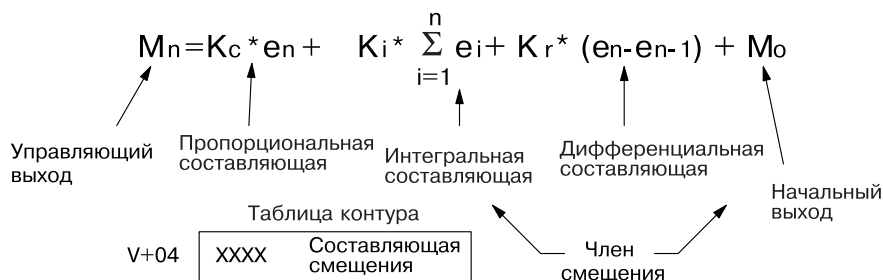 n
Mn=Kc*en+ Ki* Σ ei+ Kr* (en-en-1) + Mo
i=1
Управляющий
выход
Пропорциональная
составляющая
Интегральная
составляющая
Дифференциальная
составляющая
Начальный
выход
Таблица контура
V+04 XXXX Составляющая
смещения
Член
смещения